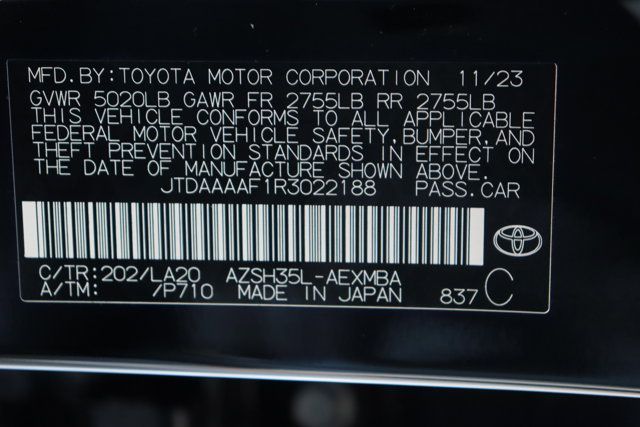 MFD.BY:TOYOTA MOTOR CORPORATION 11/23
GVWR 5020LB GAWR FR 2755LB RR 2755LB
THIS VEHICLE CONFORMS TO ALL APPLICABLE
FEDERAL MOTOR VEHICLE SAFETY,BUMPER,AND
THEFT PREVENTION STANDARDS IN EFFECT ON
THE DATE OF MANUFACTURE SHOWN ABOVE.
JTDAAAAF1R3022188 PASS.CAR
C/TR:202/LA20 AZSH35L-AEXMBA
A/TM: /P710 MADE IN JAPAN 837 C